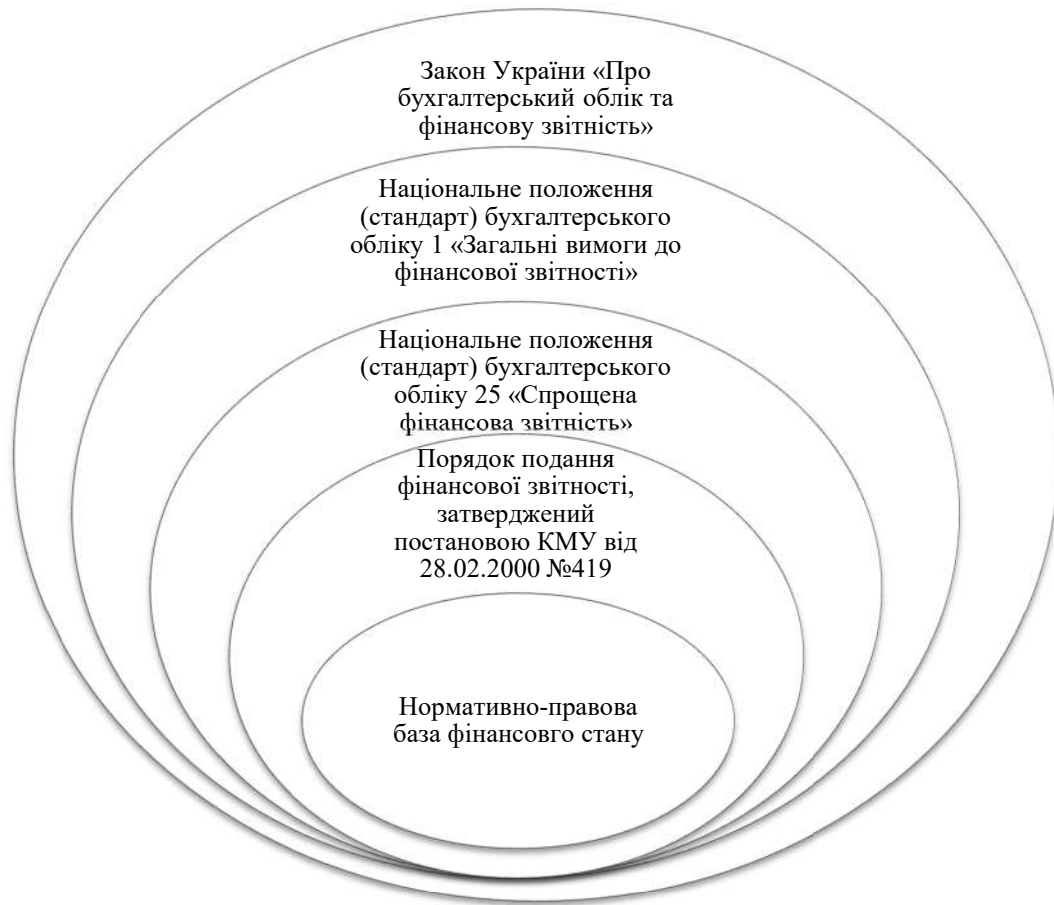 Закон України «Про
бухгалтерський облік та
фінансову звітність»
Національне положення
(стандарт) бухгалтерського
обліку 1 «Загальні вимоги до
фінансової звітності»
Національне положення
(стандарт) бухгалтерського
обліку 25 «Спрощена
фінансова звітність»
Порядок подання
фінансової звітності,
затверджений
постановою КМУ від
28.02.2000 №419
Нормативно-правова
база фінансовго стану